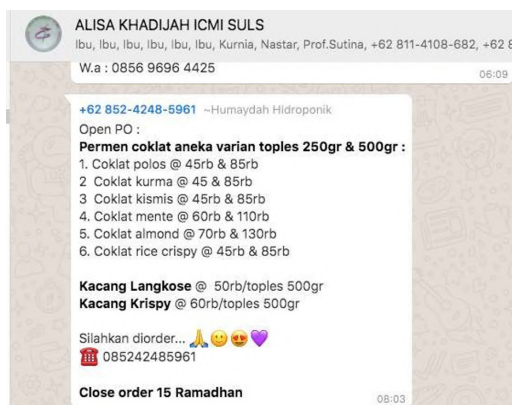 ALISA KHADIJAH ICMI SULS
Ibu, Ibu, Ibu, Ibu, Ibu, Ibu, Kurnia, Nastar, Prof.Sutina, +62 811-4108-682, +62 8
W.a : 0856 9696 4425
06:09
+62 852-4248-5961 ~Humaydah Hidroponik
Open PO :
Permen coklat aneka varian toples 250gr & 500gr :
1. Coklat polos @ 45rb & 85rb
2 Coklat kurma @ 45 & 85rb
3 Coklat kismis @ 45rb & 85rb
4. Coklat mente @ 60rb & 110rb
5. Coklat almond @ 70rb & 130rb
6. Coklat rice crispy @ 45rb & 85rb
Kacang Langkose @ 50rb/toples 500gr
Kacang Krispy @ 60rb/toples 500gr
Silahkan diorder... 🙏🙂😍💜
☎️ 085242485961
Close order 15 Ramadhan
08:03